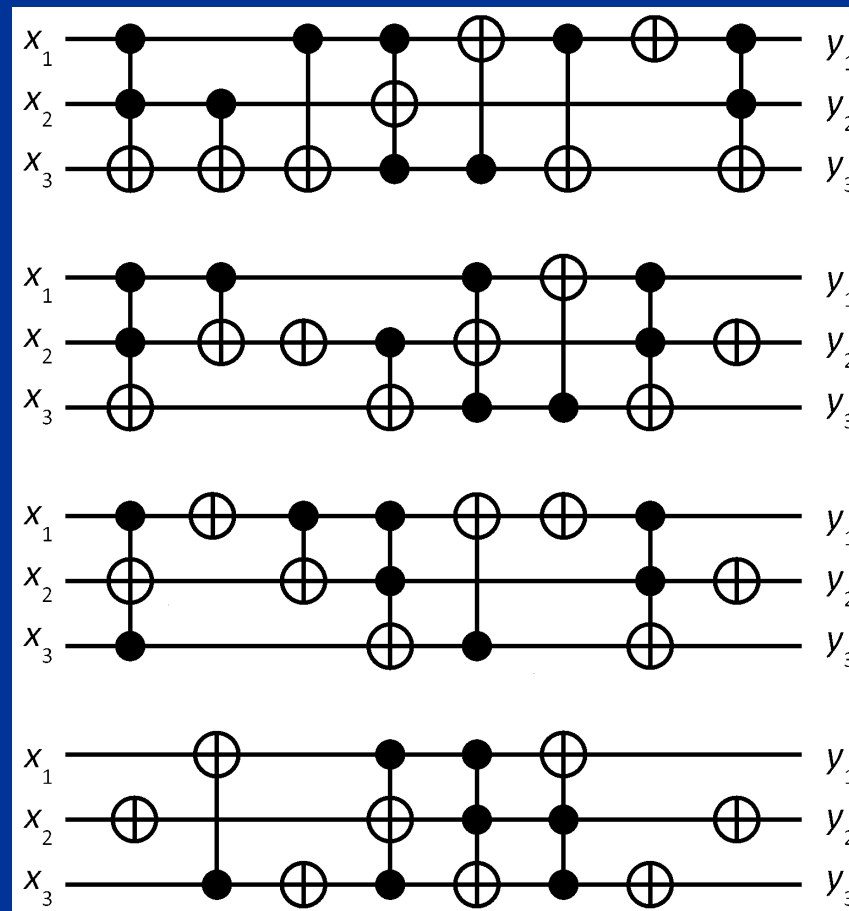 x₁ y₁
x₂ y₂
x₃ y₃
x₁ y₁
x₂ y₂
x₃ y₃
x₁ y₁
x₂ y₂
x₃ y₃
x₁ y₁
x₂ y₂
x₃ y₃